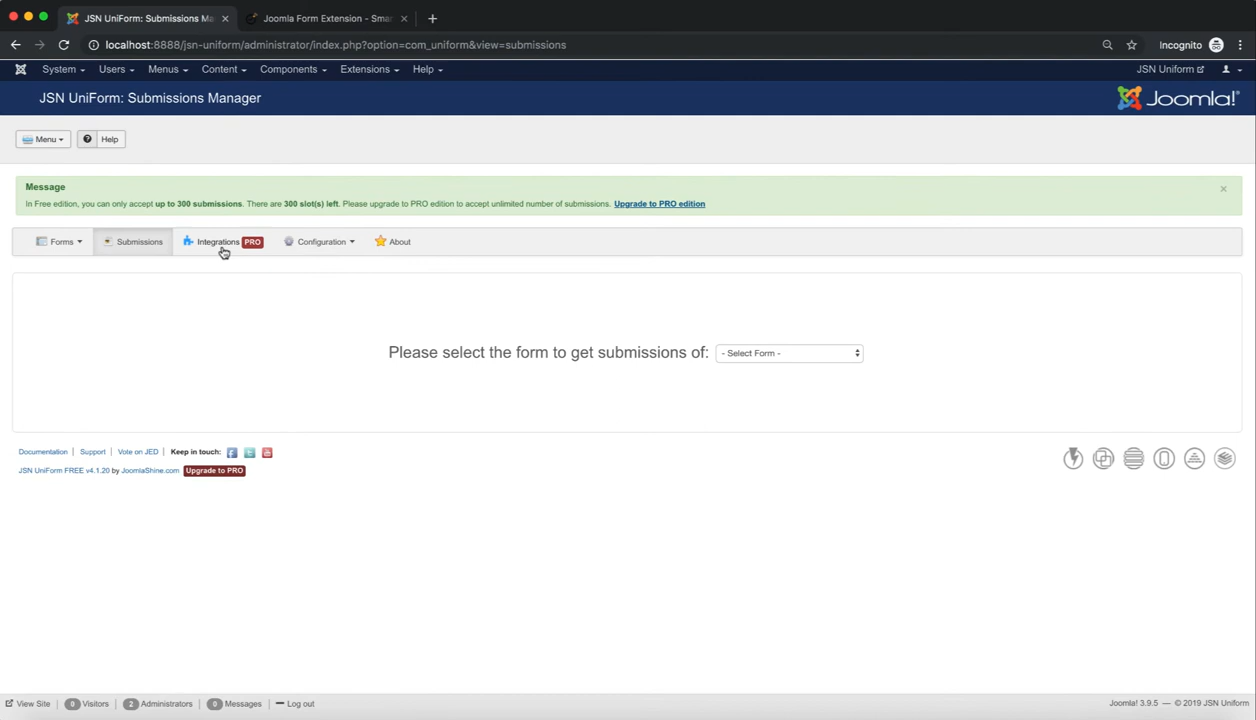 JSN UniForm: Submissions Ma
Joomla Form Extension - Sma
localhost:8888/jsn-uniform/administrator/index.php?option=com_uniform&view=submissions
Incognito
System Users Menus Content Components Extensions Help
JSN Uniform
JSN UniForm: Submissions Manager
Joomla!®
Menu Help
Message
In Free edition, you can only accept up to 300 submissions. There are 300 slot(s) left. Please upgrade to PRO edition to accept unlimited number of submissions. Upgrade to PRO edition
Forms Submissions Integrations PRO Configuration About
Please select the form to get submissions of: - Select Form -
Documentation | Support | Vote on JED | Keep in touch:
JSN UniForm FREE v4.1.20 by JoomlaShine.com Upgrade to PRO
View Site | 0 Visitors | 2 Administrators | 0 Messages | Log out
Joomla! 3.9.5 — © 2019 JSN Uniform